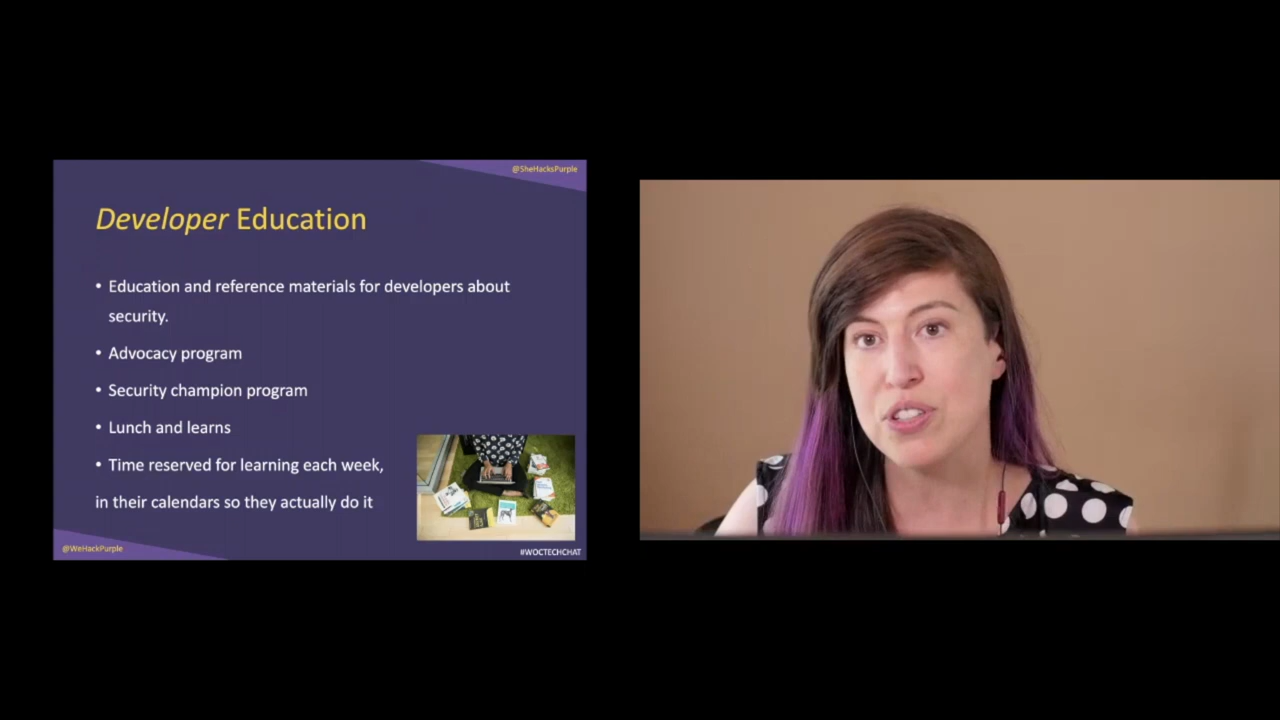 @SheHacksPurple
Developer Education
• Education and reference materials for developers about
security.
• Advocacy program
• Security champion program
• Lunch and learns
• Time reserved for learning each week,
in their calendars so they actually do it
@WeHackPurple
#WOCTECHCHAT